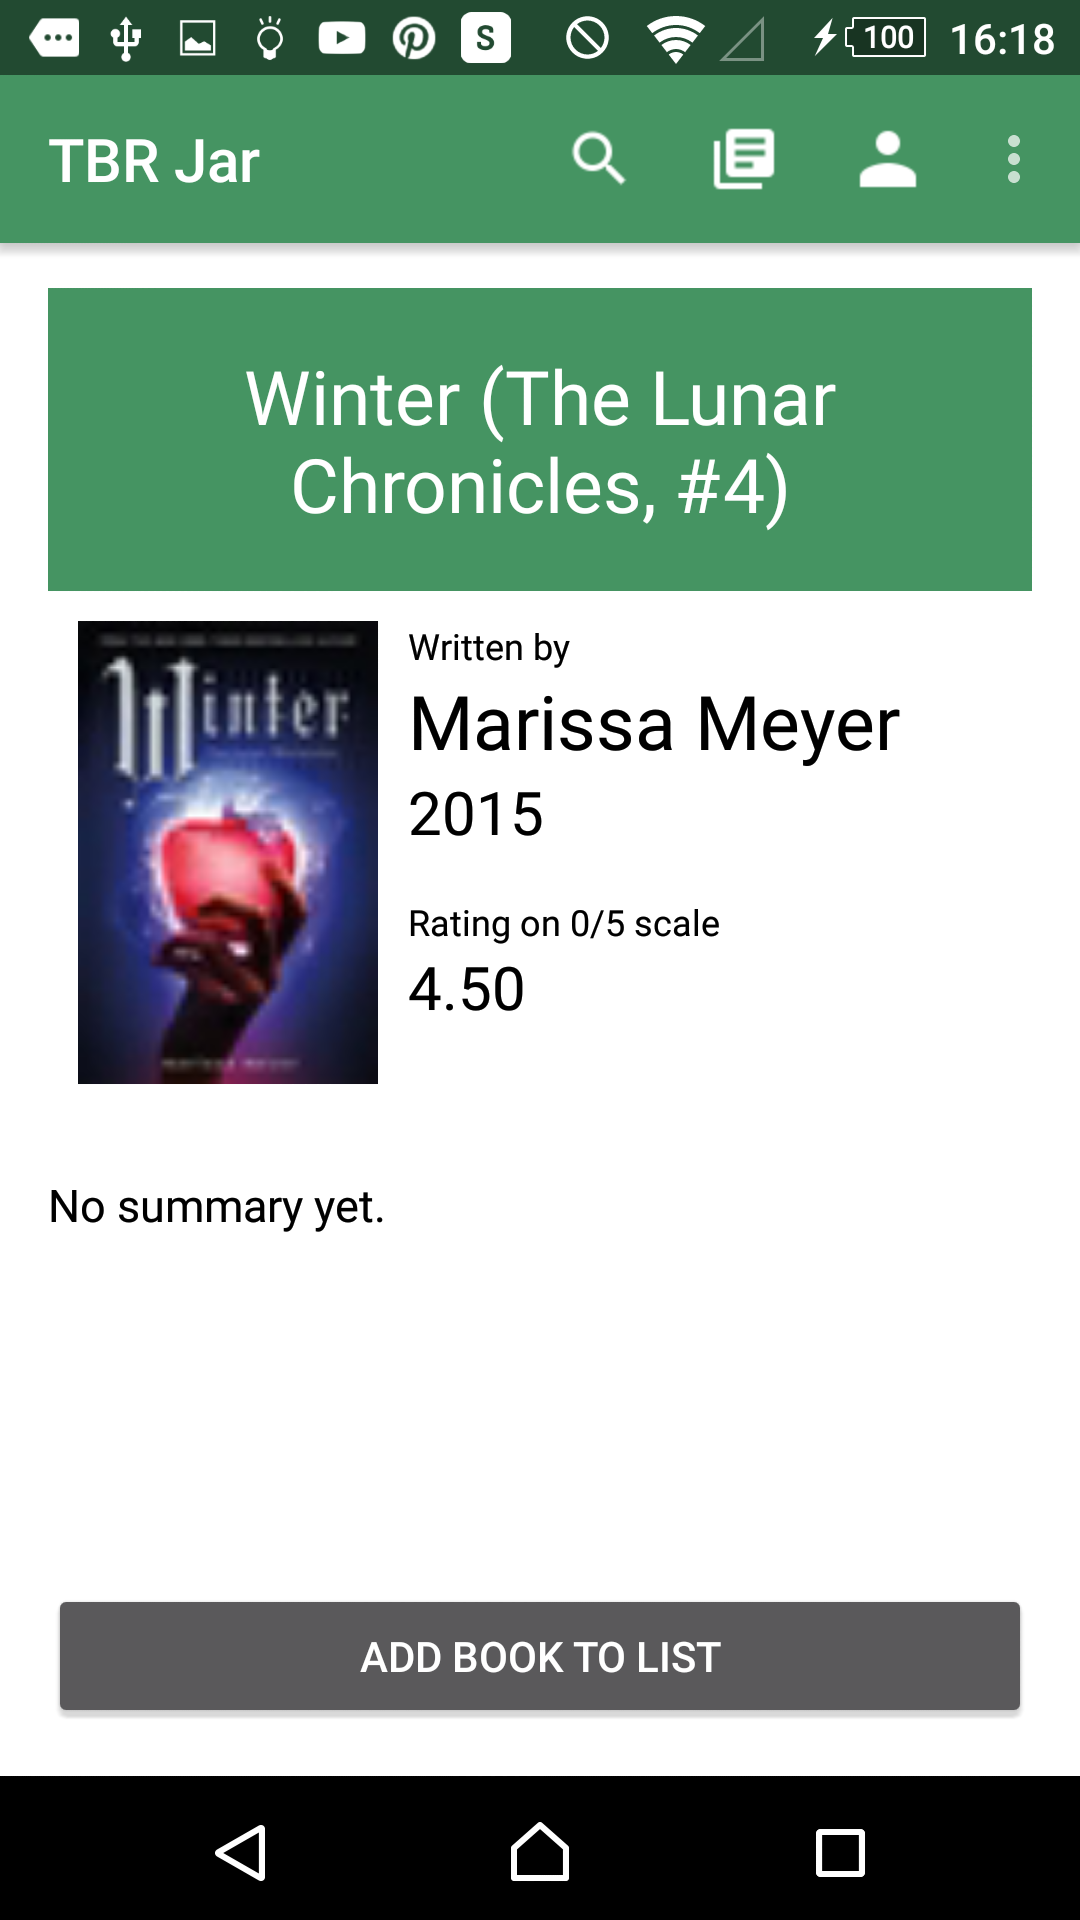 S
100
16:18
TBR Jar
Winter (The Lunar
Chronicles, #4)
Winter
Written by
Marissa Meyer
2015
Rating on 0/5 scale
4.50
No summary yet.
ADD BOOK TO LIST